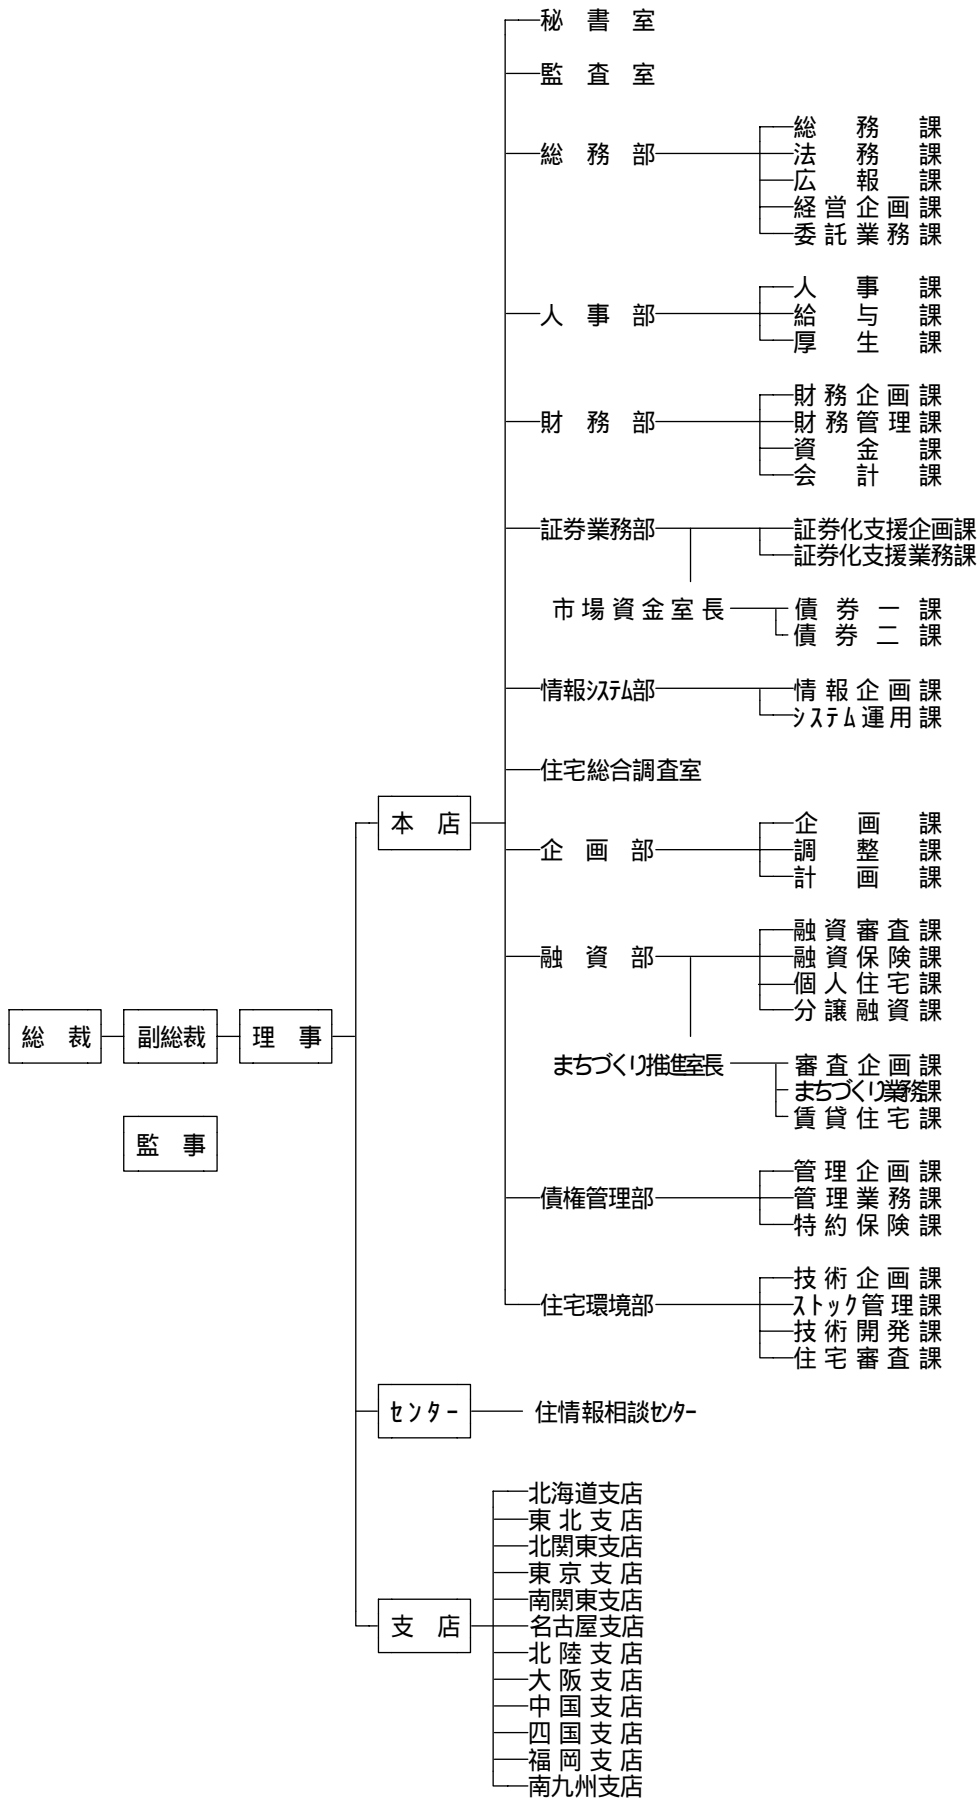 秘書室
監査室
総務部
総務課
法務課
広報課
経営企画課
委託業務課
人事部
人事課
給与課
厚生課
財務部
財務企画課
財務管理課
資金課
会計課
証券業務部
証券化支援企画課
証券化支援業務課
市場資金室長
債券一課
債券二課
情報システム部
情報企画課
システム運用課
住宅総合調査室
本店
企画部
企画課
調整課
計画課
融資部
融資審査課
融資保険課
個人住宅課
分譲融資課
総裁
副総裁
理事
監事
まちづくり推進室長
審査企画課
まちづくり業務課
賃貸住宅課
債権管理部
管理企画課
管理業務課
特約保険課
住宅環境部
技術企画課
ストック管理課
技術開発課
住宅審査課
センター
住情報相談センター
支店
北海道支店
東北支店
北関東支店
東京支店
南関東支店
名古屋支店
北陸支店
大阪支店
中国支店
四国支店
福岡支店
南九州支店